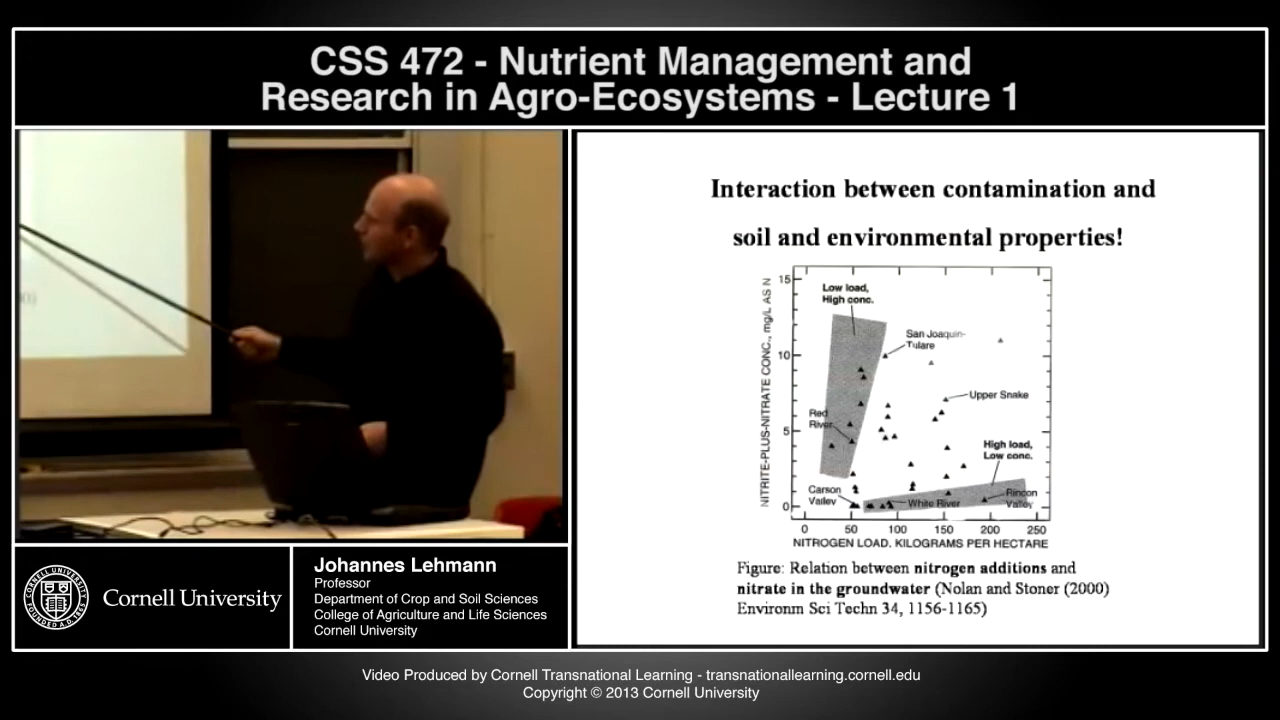 CSS 472 - Nutrient Management and
Research in Agro-Ecosystems - Lecture 1
Interaction between contamination and
soil and environmental properties!
NITRITE-PLUS-NITRATE CONC., mg/L AS N
15
10
5
0
Low load,
High conc.
San Joaquin-
Tulare
Upper Snake
Red
River
High load,
Low conc.
Carson
Valley
White River
Rincon
Valley
0 50 100 150 200 250
NITROGEN LOAD, KILOGRAMS PER HECTARE
Figure: Relation between nitrogen additions and
nitrate in the groundwater (Nolan and Stoner (2000)
Environm Sci Techn 34, 1156-1165)
CORNELL UNIVERSITY
Cornell University
Johannes Lehmann
Professor
Department of Crop and Soil Sciences
College of Agriculture and Life Sciences
Cornell University
Video Produced by Cornell Transnational Learning - transnationallearning.cornell.edu
Copyright © 2013 Cornell University